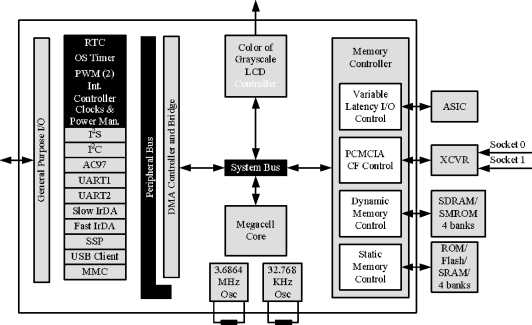 General Purpose I/O
RTC
OS Timer
PWM (2)
Int.
Controller
Clocks &
Power Man.
I²S
I²C
AC97
UART1
UART2
Slow IrDA
Fast IrDA
SSP
USB Client
MMC
Peripheral Bus
DMA Controller and Bridge
Color of
Grayscale
LCD
Controller
System Bus
Megacell
Core
3.6864
MHz
Osc
32.768
KHz
Osc
Memory
Controller
Variable
Latency I/O
Control
PCMCIA
CF Control
Dynamic
Memory
Control
Static
Memory
Control
ASIC
XCVR
Socket 0
Socket 1
SDRAM/
SMROM
4 banks
ROM/
Flash/
SRAM/
4 banks